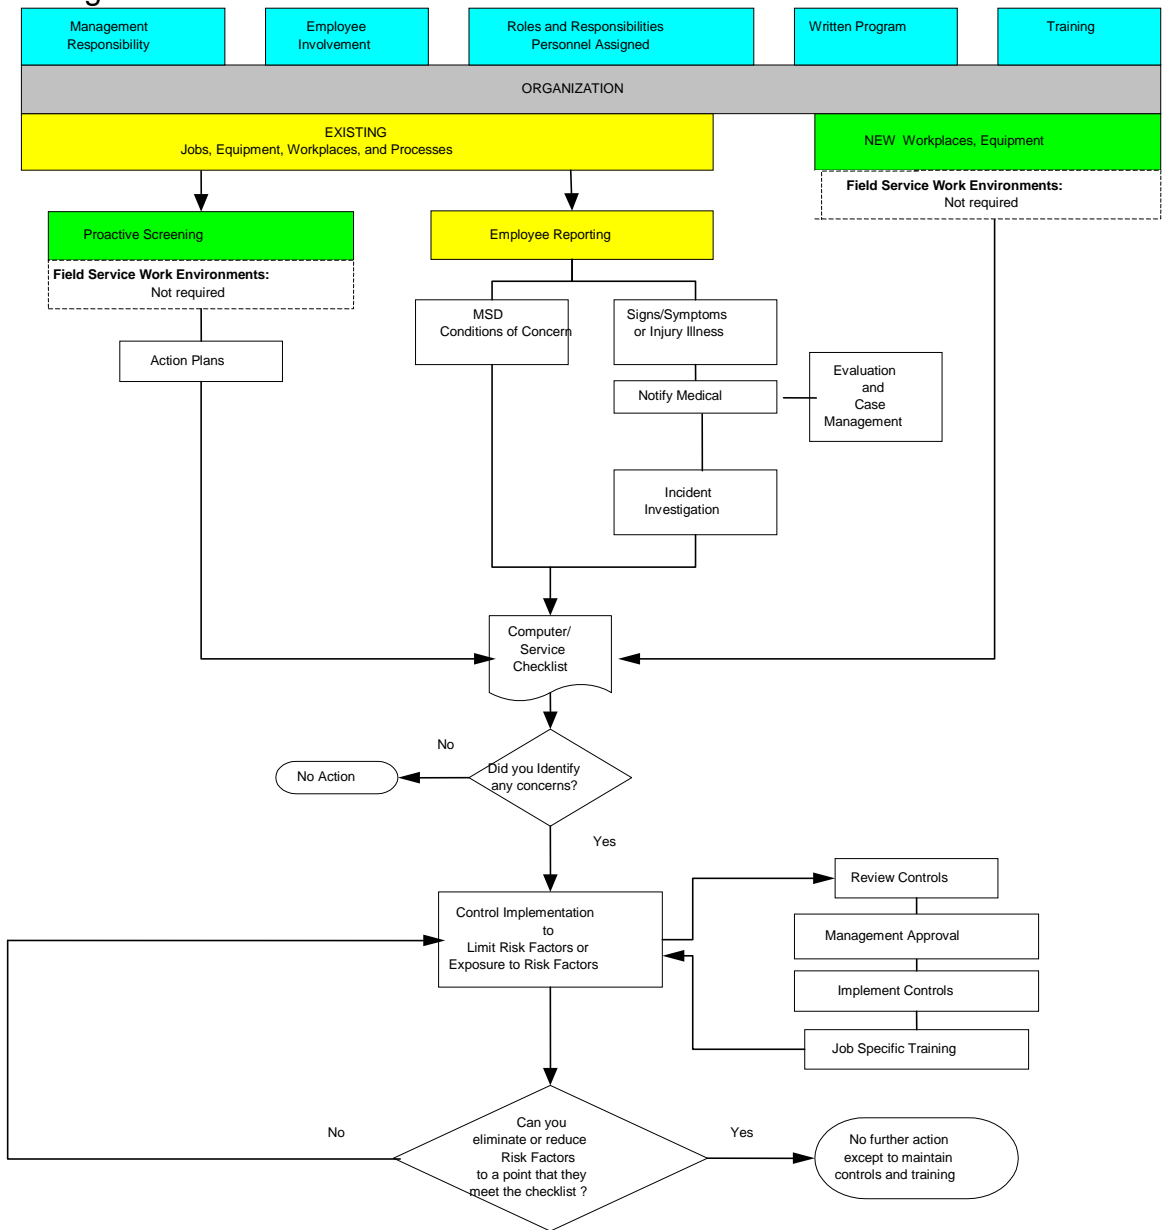 Management
Responsibility
Employee
Involvement
Roles and Responsibilities
Personnel Assigned
Written Program
Training
ORGANIZATION
EXISTING
Jobs, Equipment, Workplaces, and Processes
NEW Workplaces, Equipment
Field Service Work Environments:
Not required
Proactive Screening
Field Service Work Environments:
Not required
Employee Reporting
MSD
Conditions of Concern
Signs/Symptoms
or Injury Illness
Action Plans
Notify Medical
Evaluation
and
Case
Management
Incident
Investigation
Computer/
Service
Checklist
No
No Action
Did you Identify
any concerns?
Yes
Control Implementation
to
Limit Risk Factors or
Exposure to Risk Factors
Review Controls
Management Approval
Implement Controls
Job Specific Training
No
Can you
eliminate or reduce
Risk Factors
to a point that they
meet the checklist ?
Yes
No further action
except to maintain
controls and training